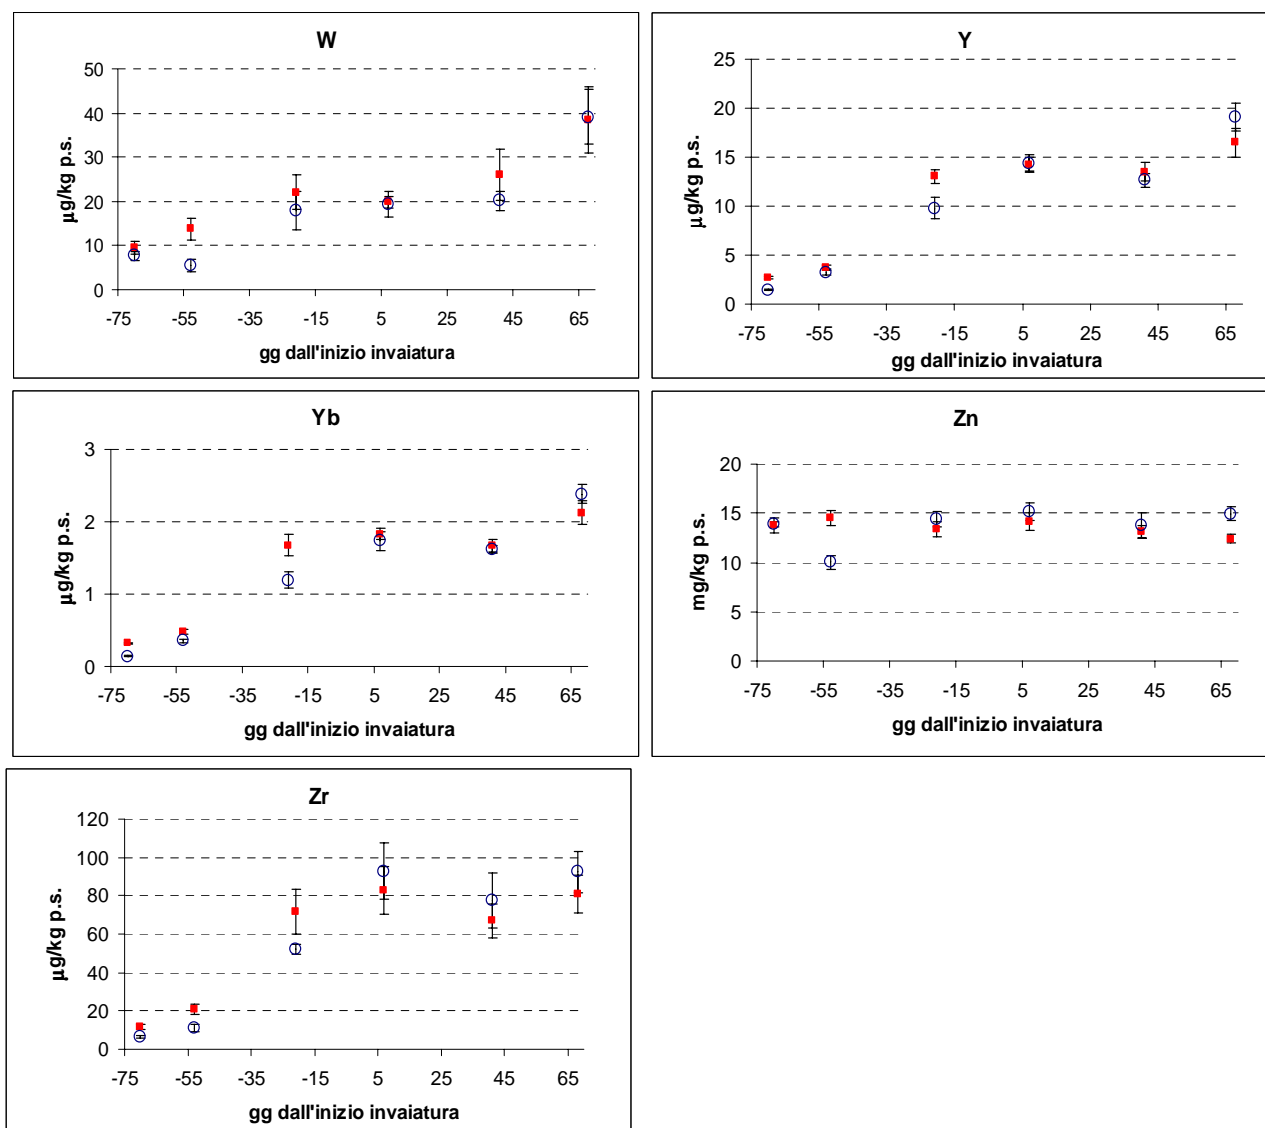 W
50
40
30
20
10
0
µg/kg p.s.
-75 -55 -35 -15 5 25 45 65
gg dall'inizio invaiatura
Y
25
20
15
10
5
0
µg/kg p.s.
-75 -55 -35 -15 5 25 45 65
gg dall'inizio invaiatura
Yb
3
2
1
0
µg/kg p.s.
-75 -55 -35 -15 5 25 45 65
gg dall'inizio invaiatura
Zn
20
15
10
5
0
mg/kg p.s.
-75 -55 -35 -15 5 25 45 65
gg dall'inizio invaiatura
Zr
120
100
80
60
40
20
0
µg/kg p.s.
-75 -55 -35 -15 5 25 45 65
gg dall'inizio invaiatura